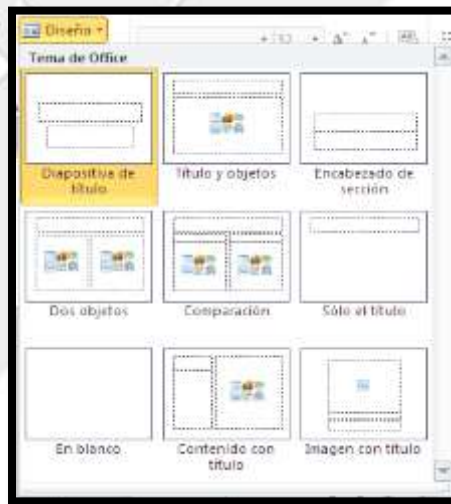 Diseño
Tema de Office
Diapositiva de título
Título y objetos
Encabezado de sección
Dos objetos
Comparación
Sólo el título
En blanco
Contenido con título
Imagen con título